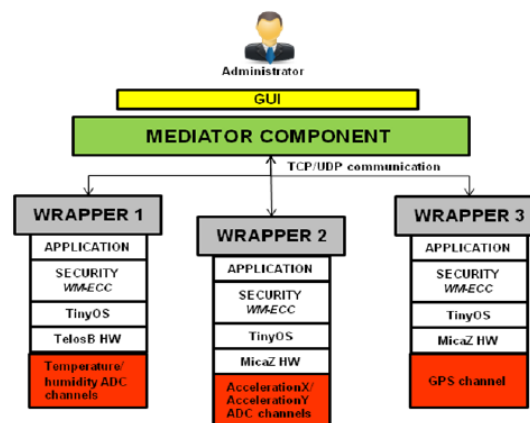 Administrator
GUI
MEDIATOR COMPONENT
TCP/UDP communication
WRAPPER 1
APPLICATION
SECURITY
WM-ECC
TinyOS
TelosB HW
Temperature/
humidity ADC
channels
WRAPPER 2
APPLICATION
SECURITY
WM-ECC
TinyOS
MicaZ HW
AccelerationX/
AccelerationY
ADC channels
WRAPPER 3
APPLICATION
SECURITY
WM-ECC
TinyOS
MicaZ HW
GPS channel